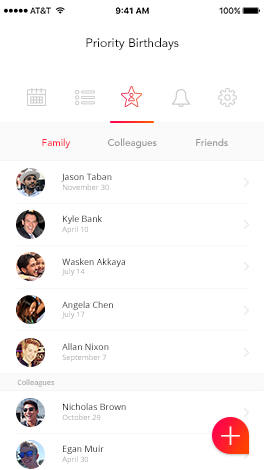 AT&T 9:41 AM 100%
Priority Birthdays
Family Colleagues Friends
Jason Taban
November 30
Kyle Bank
April 10
Wasken Akkaya
July 14
Angela Chen
July 17
Allan Nixon
September 7
Colleagues
Nicholas Brown
October 29
Egan Muir
April 30